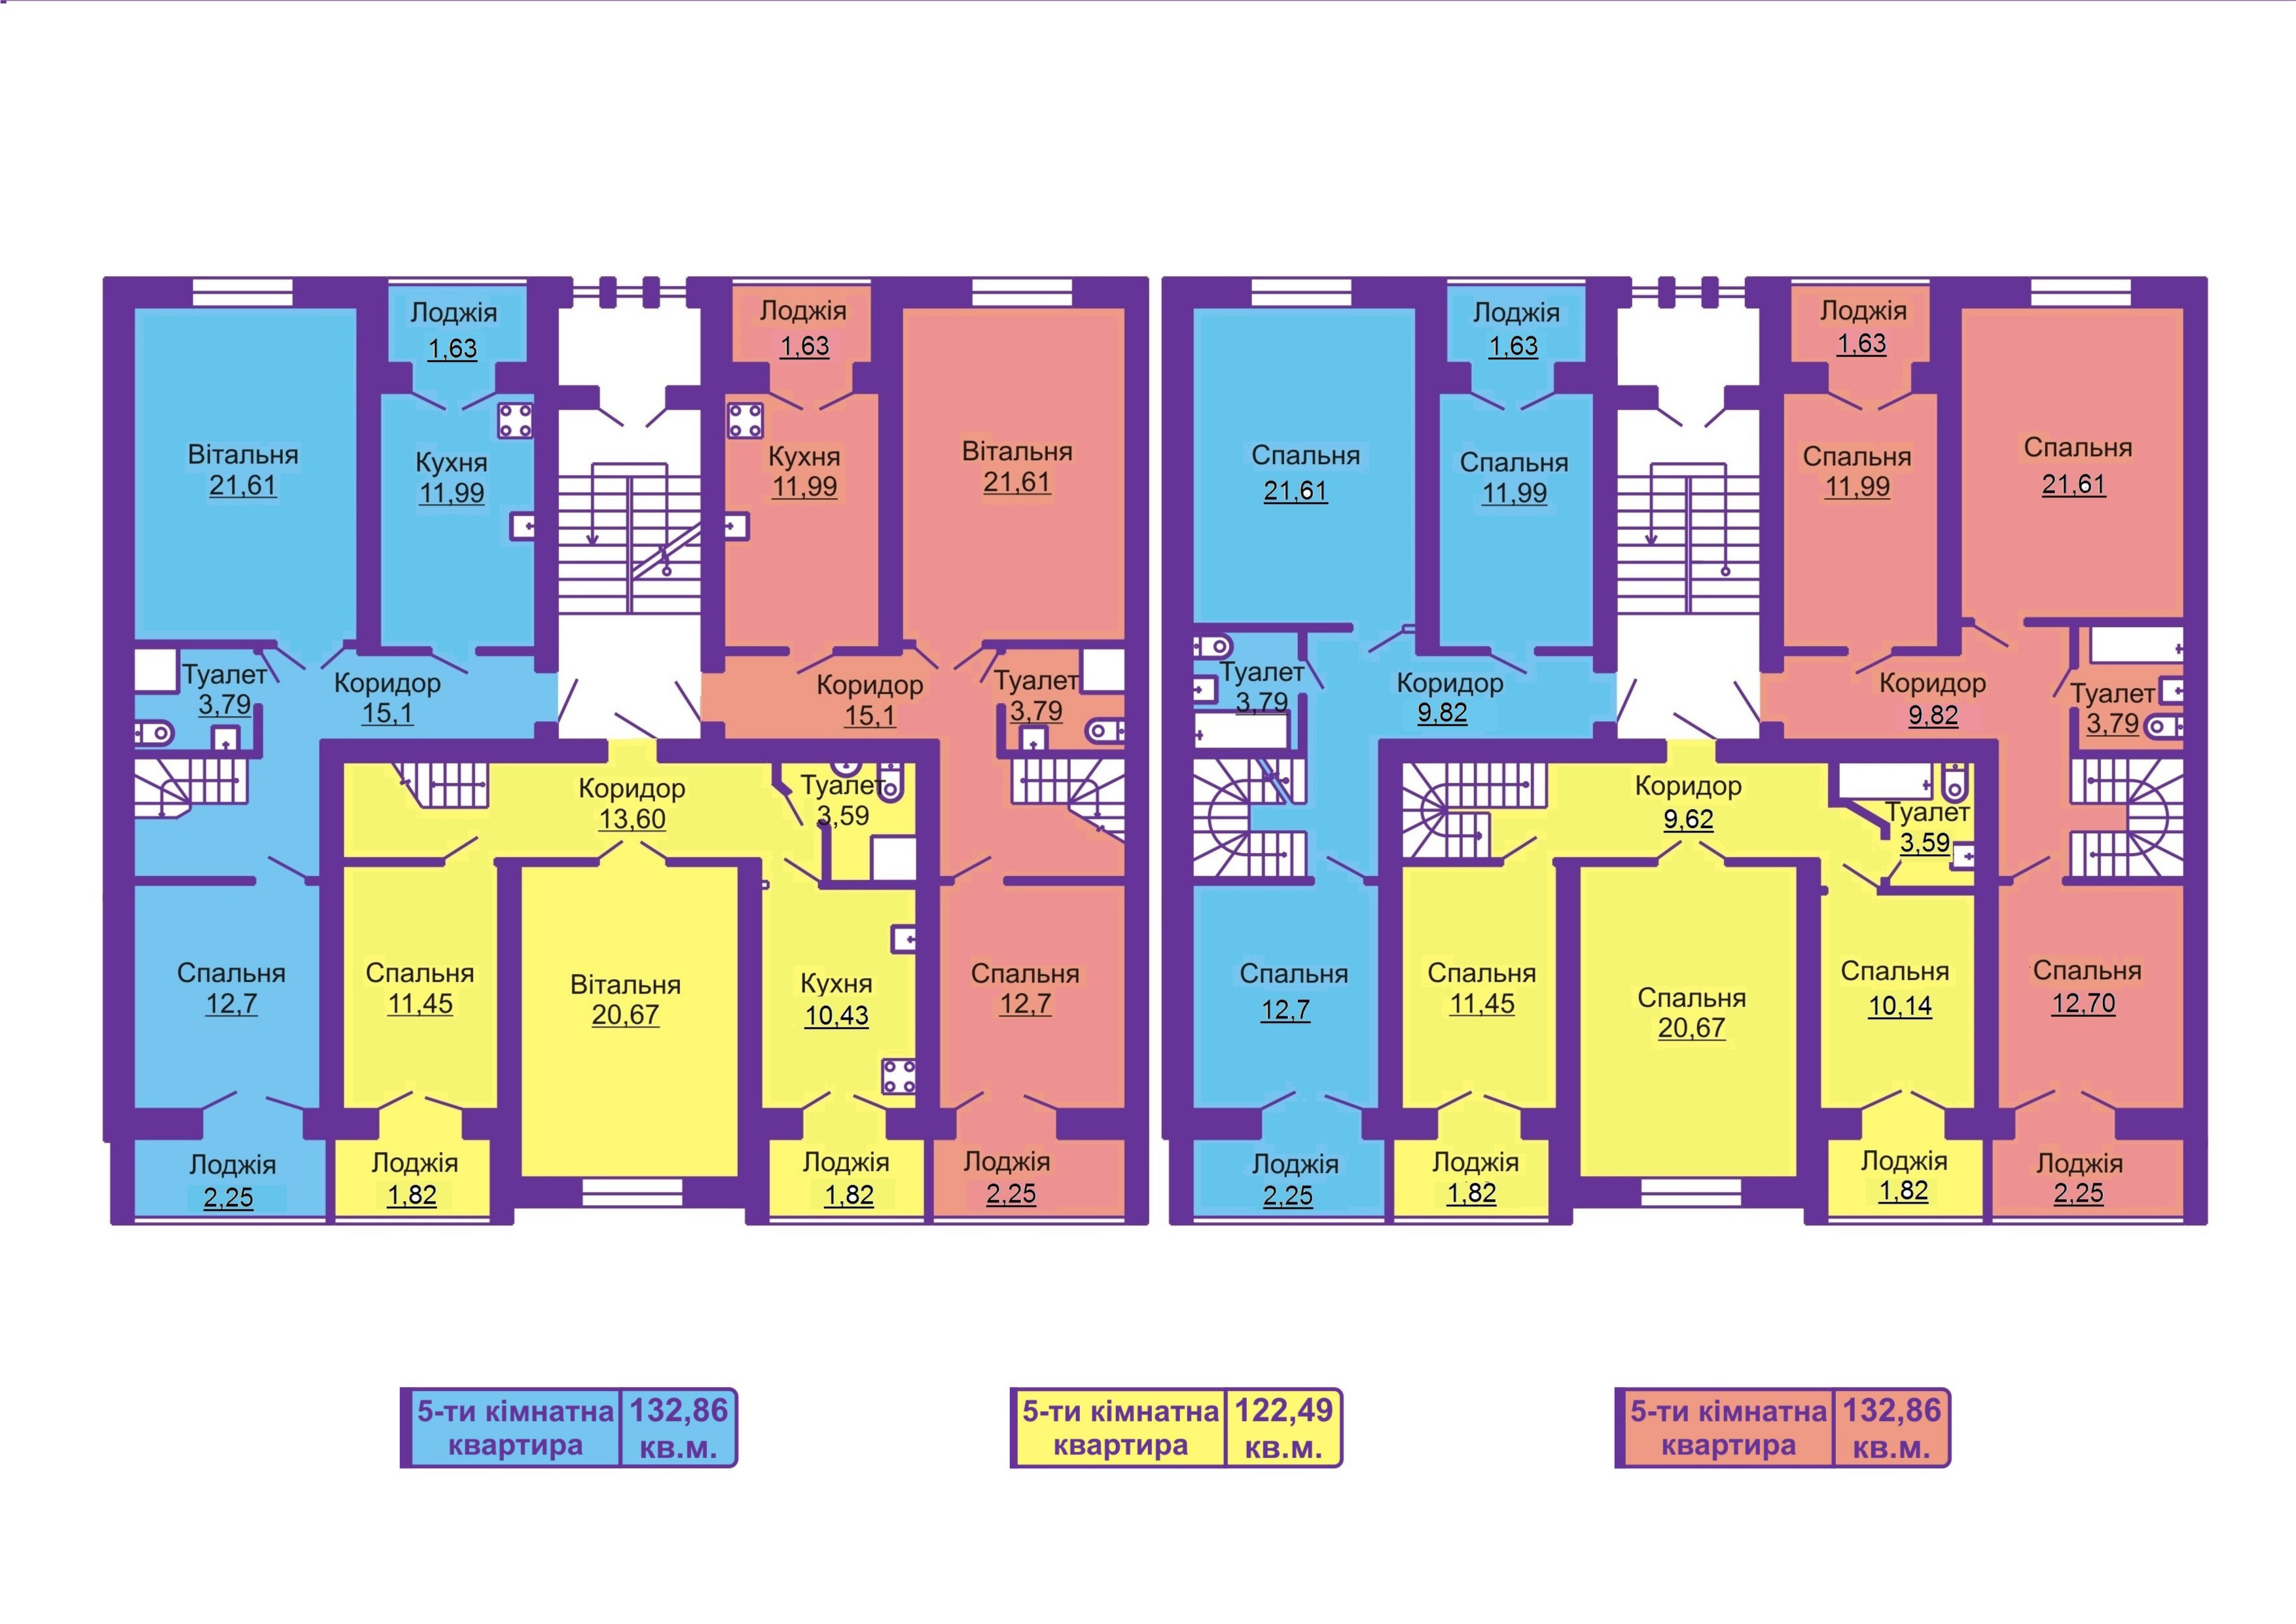 Лоджія
1,63
Вітальня
21,61
Кухня
11,99
Туалет
3,79
Коридор
15,1
Спальня
12,7
Лоджія
2,25
Лоджія
1,63
Кухня
11,99
Вітальня
21,61
Коридор
15,1
Туалет
3,79
Спальня
12,7
Лоджія
2,25
Коридор
13,60
Туалет
3,59
Спальня
11,45
Вітальня
20,67
Кухня
10,43
Лоджія
1,82
Лоджія
1,82
Лоджія
1,63
Спальня
21,61
Спальня
11,99
Туалет
3,79
Коридор
9,82
Спальня
12,7
Лоджія
2,25
Лоджія
1,63
Спальня
11,99
Спальня
21,61
Коридор
9,82
Туалет
3,79
Спальня
12,70
Лоджія
2,25
Коридор
9,62
Туалет
3,59
Спальня
11,45
Спальня
20,67
Спальня
10,14
Лоджія
1,82
Лоджія
1,82
5-ти кімнатна
квартира
132,86
кв.м.
5-ти кімнатна
квартира
122,49
кв.м.
5-ти кімнатна
квартира
132,86
кв.м.